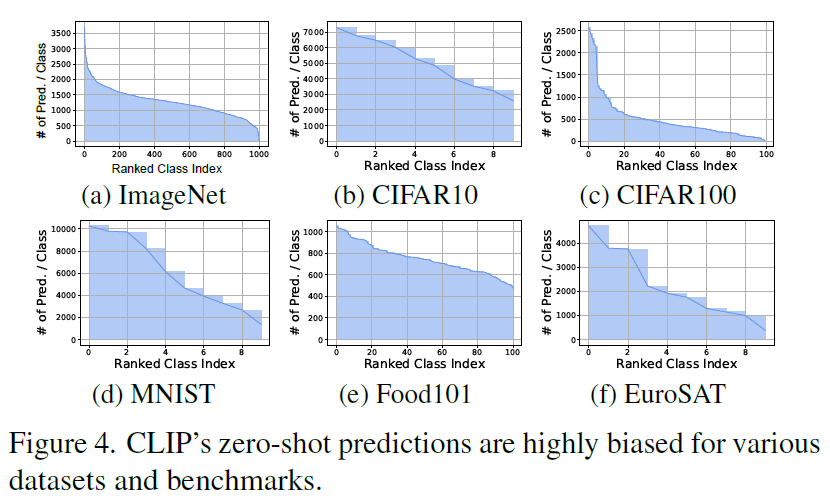 # of Pred. / Class
3500
3000
2500
2000
1500
1000
500
0
0 200 400 600 800 1000
Ranked Class Index
(a) ImageNet
# of Pred. / Class
7000
6000
5000
4000
3000
2000
1000
0
0 2 4 6 8
Ranked Class Index
(b) CIFAR10
# of Pred. / Class
2500
2000
1500
1000
500
0
0 20 40 60 80 100
Ranked Class Index
(c) CIFAR100
# of Pred. / Class
10000
8000
6000
4000
2000
0
0 2 4 6 8
Ranked Class Index
(d) MNIST
# of Pred. / Class
1000
800
600
400
200
0
0 20 40 60 80 100
Ranked Class Index
(e) Food101
# of Pred. / Class
4000
3000
2000
1000
0
0 2 4 6 8
Ranked Class Index
(f) EuroSAT
Figure 4. CLIP's zero-shot predictions are highly biased for various
datasets and benchmarks.